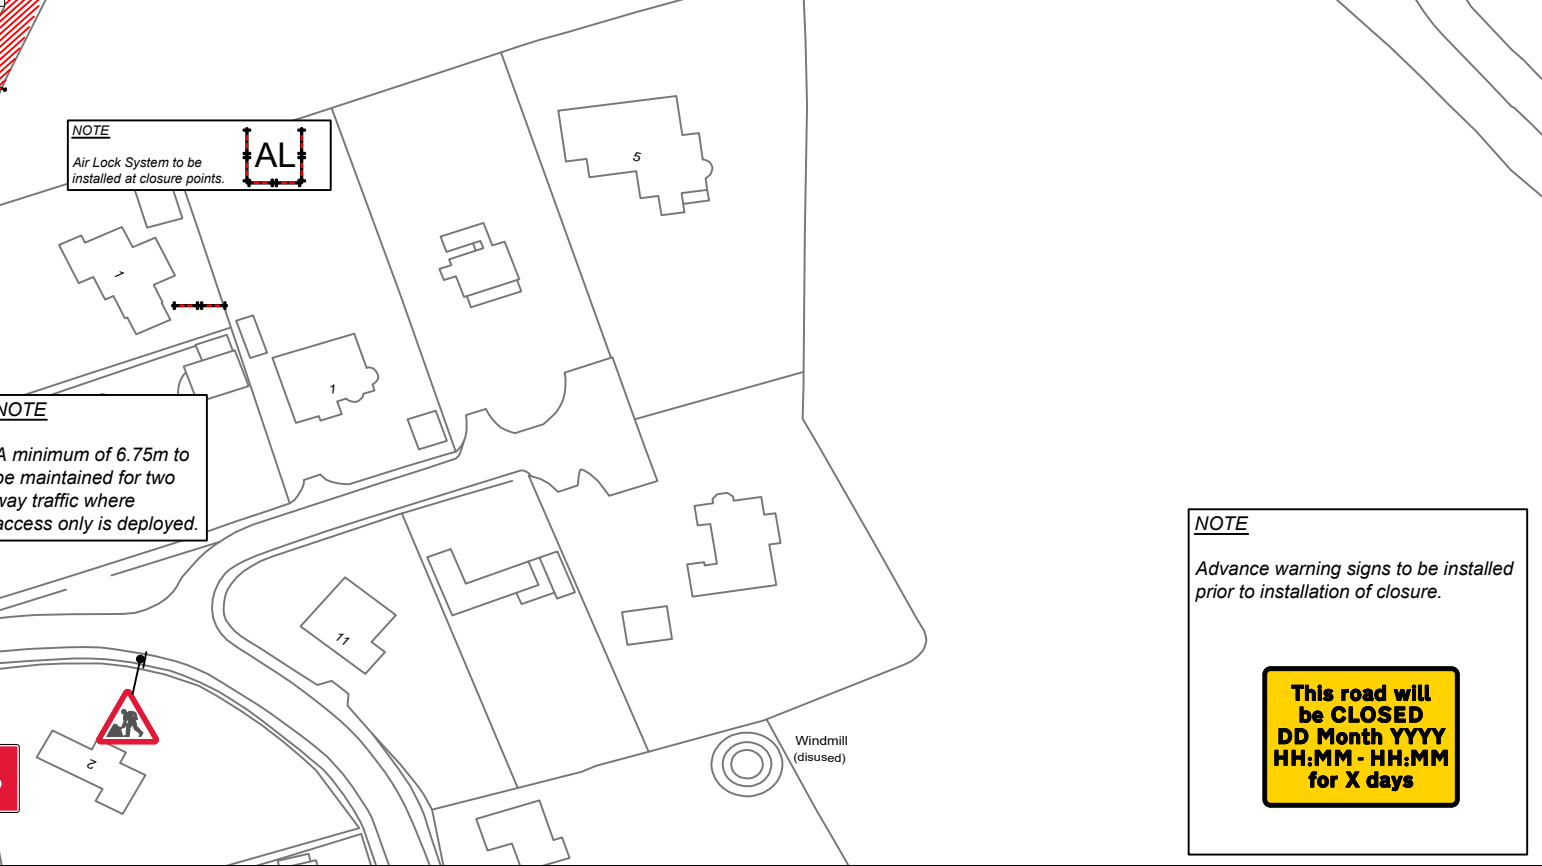 NOTE
Air Lock System to be
installed at closure points.
AL
5
1
1
NOTE
A minimum of 6.75m to
be maintained for two
way traffic where
access only is deployed.
11
2
Windmill
(disused)
NOTE
Advance warning signs to be installed
prior to installation of closure.
This road will
be CLOSED
DD Month YYYY
HH:MM - HH:MM
for X days